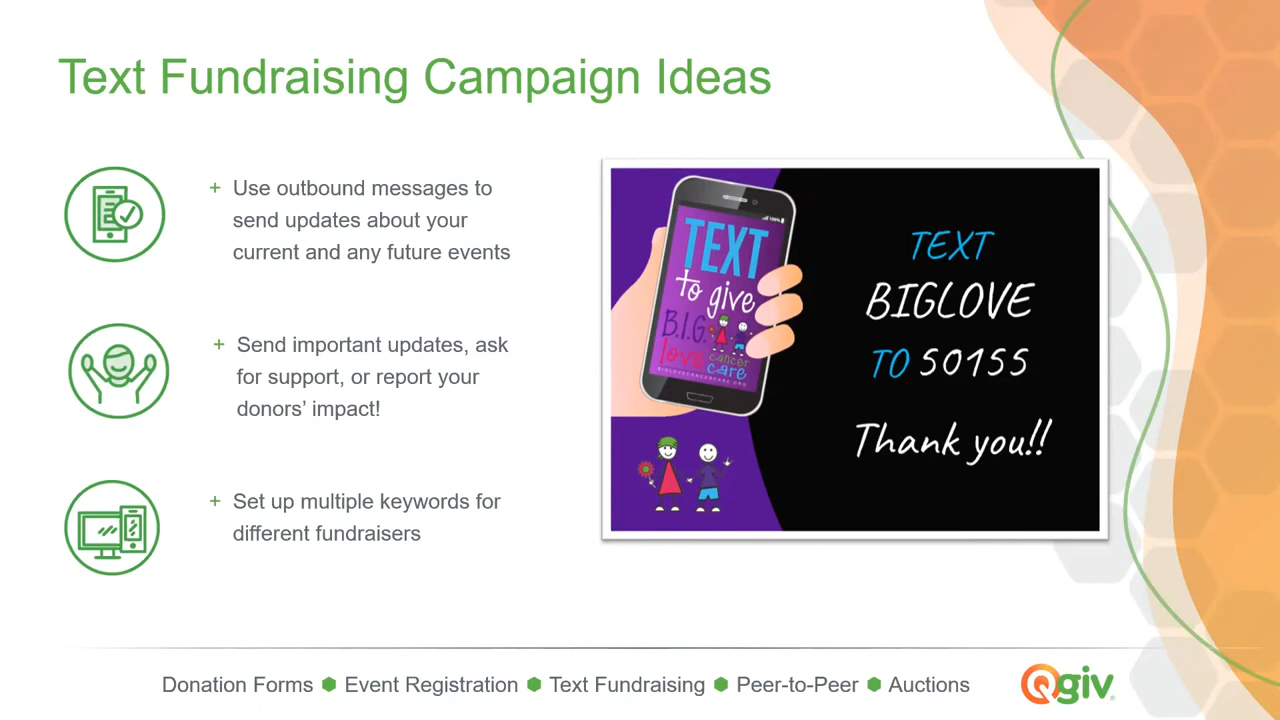 Text Fundraising Campaign Ideas
+ Use outbound messages to
send updates about your
current and any future events
+ Send important updates, ask
for support, or report your
donors’ impact!
+ Set up multiple keywords for
different fundraisers
100%
TEXT
to give
B.I.G.
love cancer
care
BIGLOVECANCERCARE.ORG
TEXT
BIGLOVE
TO 50155
Thank you!!
Donation Forms ⬢ Event Registration ⬢ Text Fundraising ⬢ Peer-to-Peer ⬢ Auctions
Qgiv